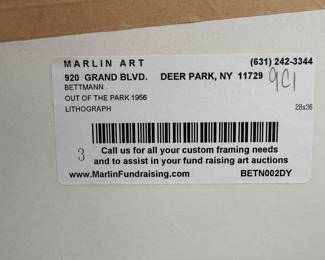 MARLIN ART (631) 242-3344
920 GRAND BLVD. DEER PARK, NY 11729
BETTMANN 9C1
OUT OF THE PARK 1956
LITHOGRAPH 28x36
3 Call us for all your custom framing needs
and to assist in your fund raising art auctions
www.MarlinFundraising.com BETN002DY